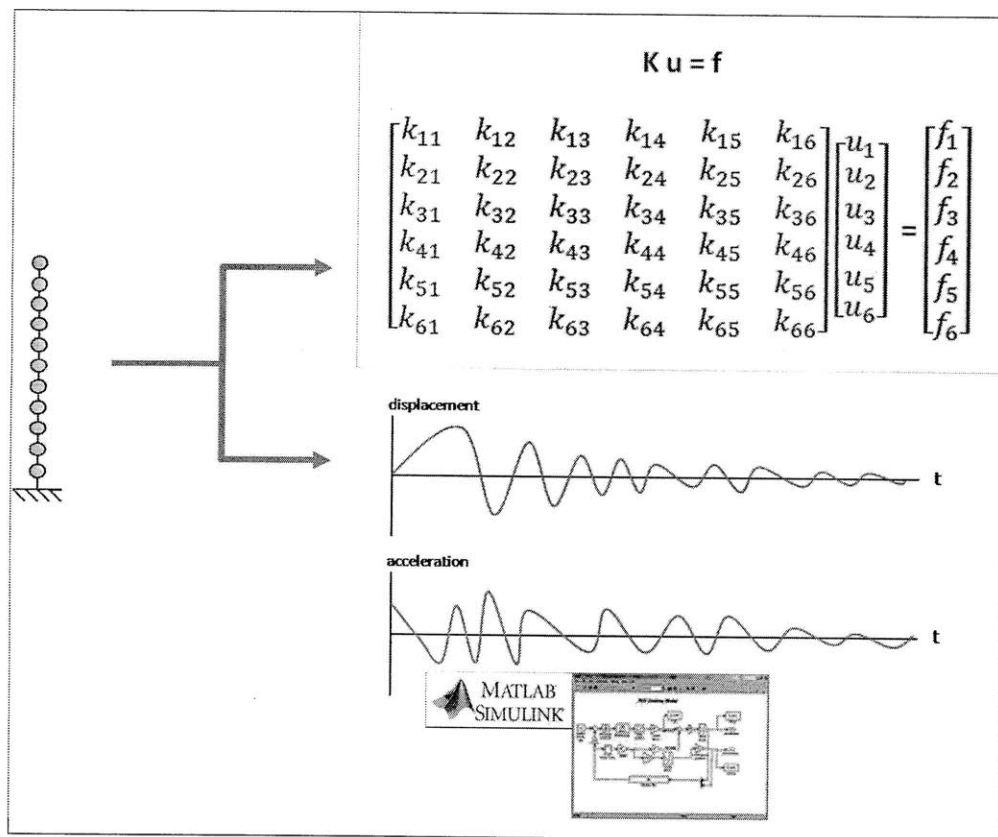 K u = f
k11 k12 k13 k14 k15 k16 u1 f1
k21 k22 k23 k24 k25 k26 u2 f2
k31 k32 k33 k34 k35 k36 u3 = f3
k41 k42 k43 k44 k45 k46 u4 f4
k51 k52 k53 k54 k55 k56 u5 f5
k61 k62 k63 k64 k65 k66 u6 f6
displacement
t
acceleration
t
MATLAB
SIMULINK